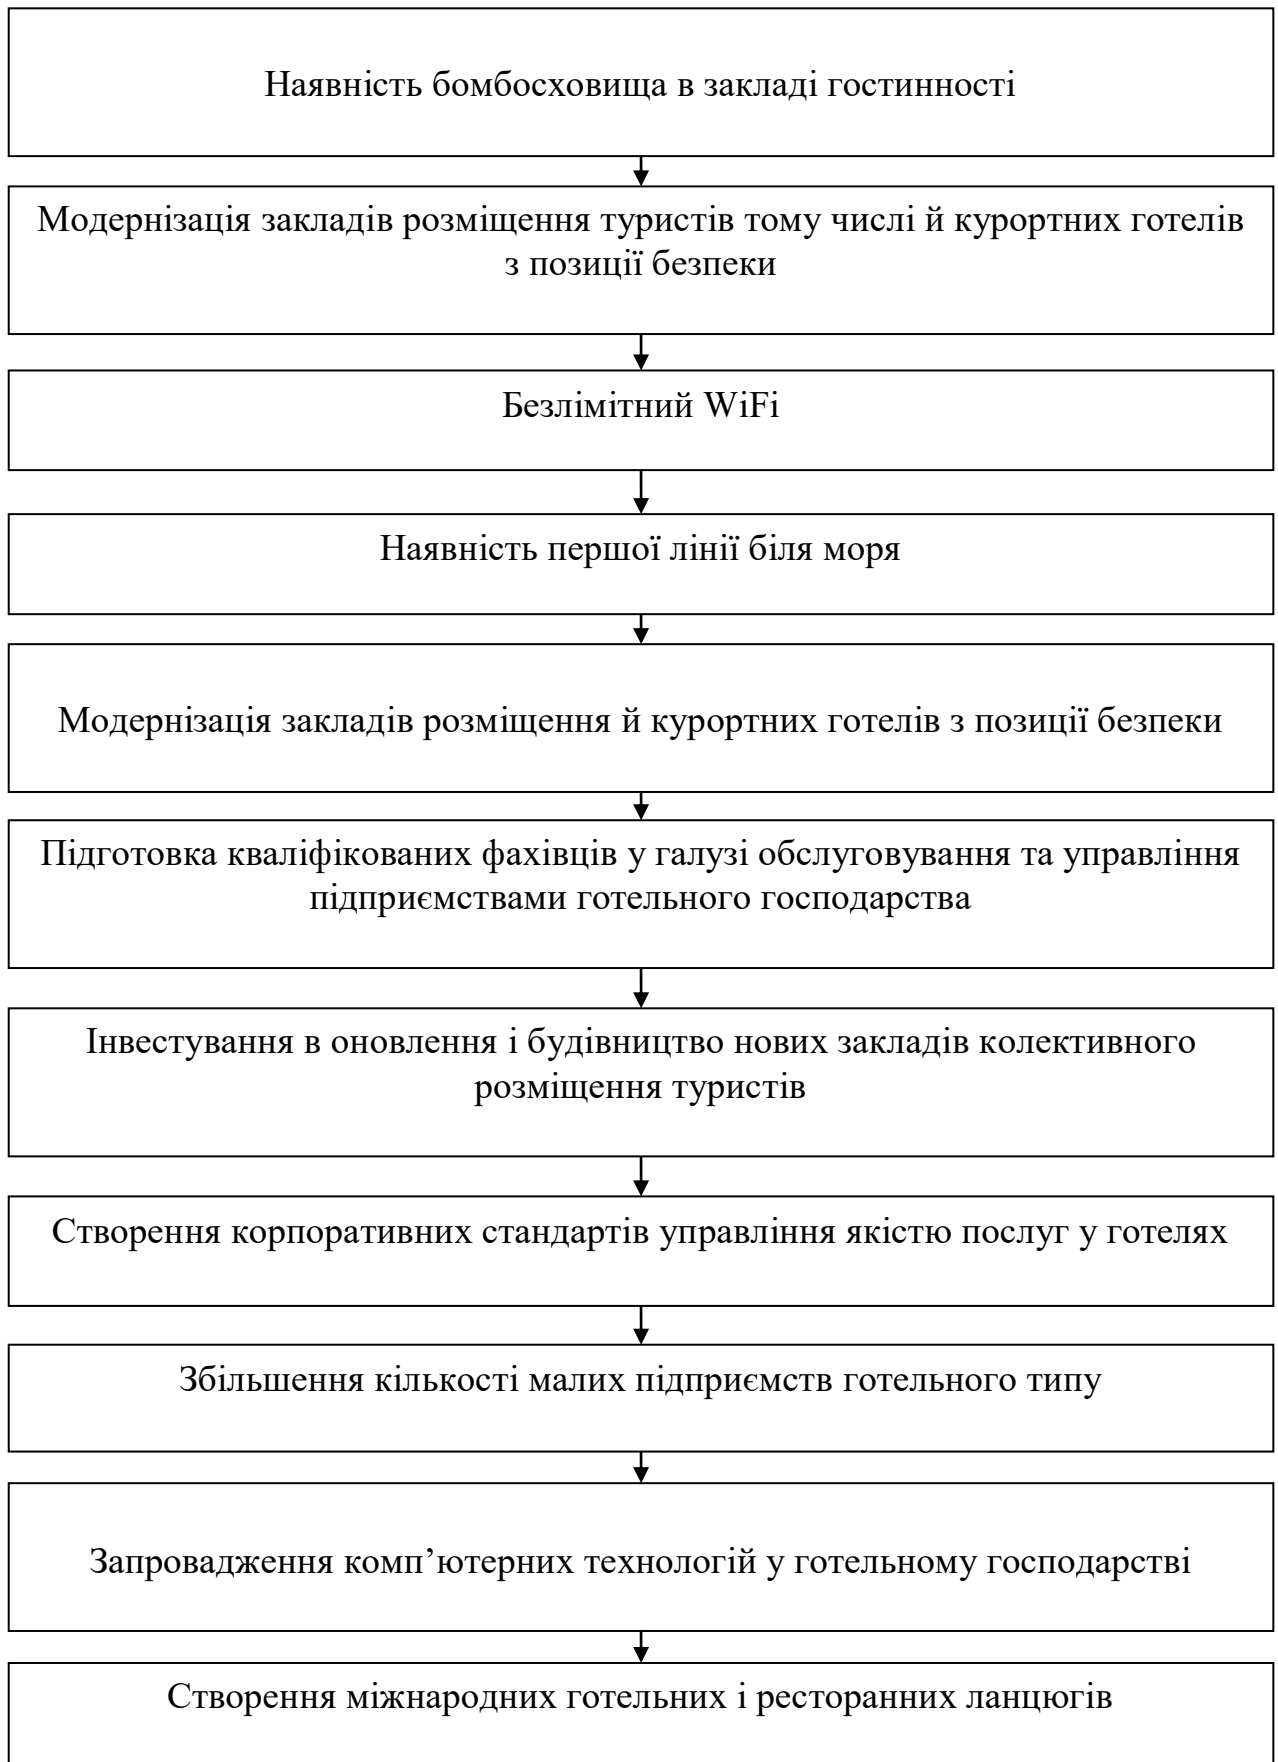 Наявність бомбосховища в закладі гостинності
Модернізація закладів розміщення туристів тому числі й курортних готелів
з позиції безпеки
Безлімітний WiFi
Наявність першої лінії біля моря
Модернізація закладів розміщення й курортних готелів з позиції безпеки
Підготовка кваліфікованих фахівців у галузі обслуговування та управління
підприємствами готельного господарства
Інвестування в оновлення і будівництво нових закладів колективного
розміщення туристів
Створення корпоративних стандартів управління якістю послуг у готелях
Збільшення кількості малих підприємств готельного типу
Запровадження комп’ютерних технологій у готельному господарстві
Створення міжнародних готельних і ресторанних ланцюгів